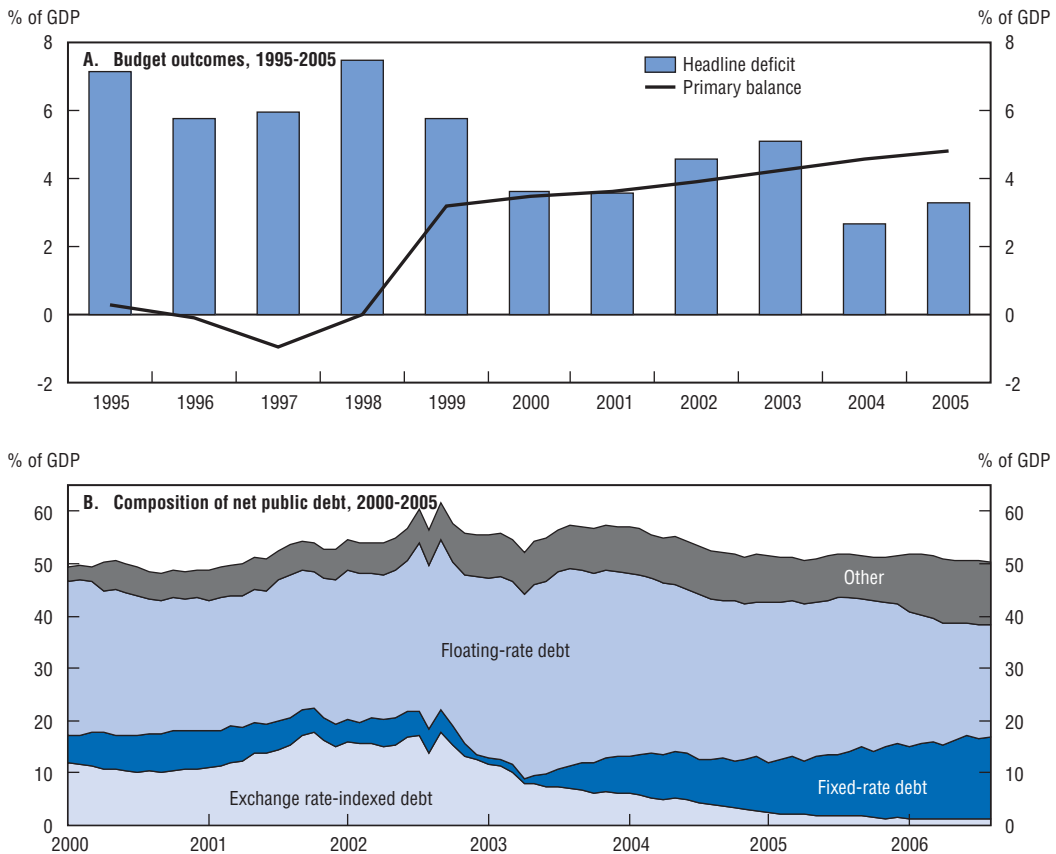 % of GDP % of GDP
8 8
A. Budget outcomes, 1995-2005
Headline deficit
Primary balance
6 6
4 4
2 2
0 0
-2 -2
1995 1996 1997 1998 1999 2000 2001 2002 2003 2004 2005
% of GDP % of GDP
B. Composition of net public debt, 2000-2005
60 60
50 50
Other
40 40
Floating-rate debt
30 30
20 20
10 10
Fixed-rate debt
Exchange rate-indexed debt
0 0
2000 2001 2002 2003 2004 2005 2006